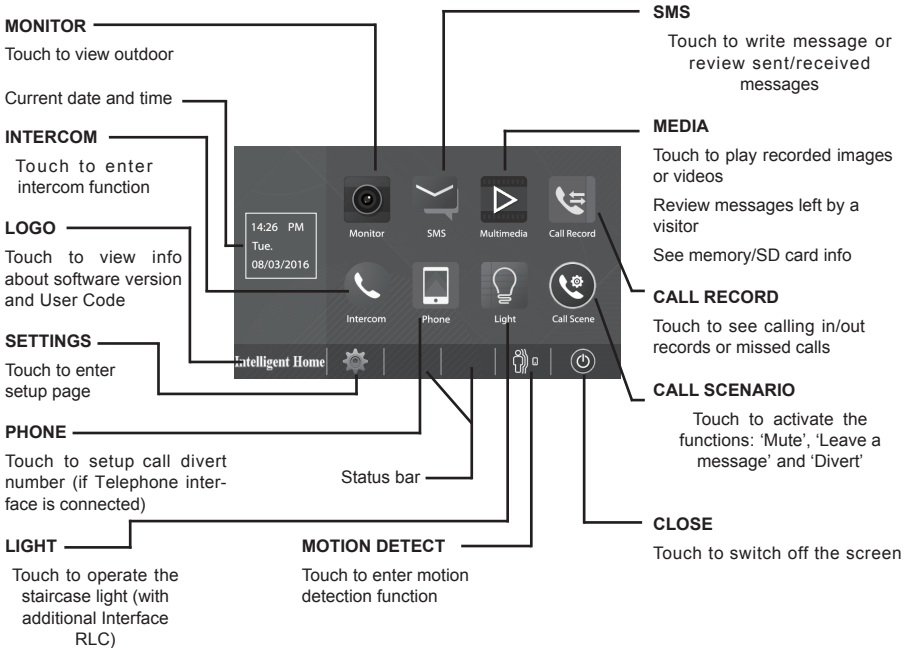 MONITOR
Touch to view outdoor
Current date and time
INTERCOM
Touch to enter
intercom function
LOGO
Touch to view info
about software version
and User Code
SETTINGS
Touch to enter
setup page
PHONE
Touch to setup call divert
number (if Telephone inter-
face is connected)
LIGHT
Touch to operate the
staircase light (with
additional Interface
RLC)
14:26 PM
Tue.
08/03/2016
Monitor
SMS
Multimedia
Call Record
Intercom
Phone
Light
Call Scene
Intelligent Home
Status bar
MOTION DETECT
Touch to enter motion
detection function
SMS
Touch to write message or
review sent/received
messages
MEDIA
Touch to play recorded images
or videos
Review messages left by a
visitor
See memory/SD card info
CALL RECORD
Touch to see calling in/out
records or missed calls
CALL SCENARIO
Touch to activate the
functions: ‘Mute’, ‘Leave a
message’ and ‘Divert’
CLOSE
Touch to switch off the screen